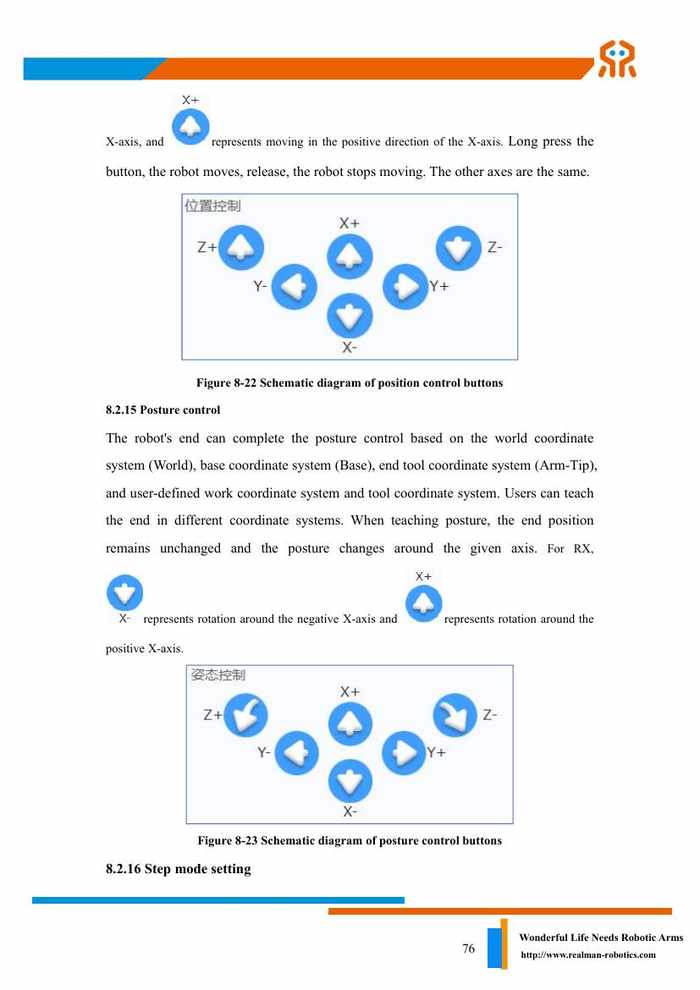 X+
X-axis, and represents moving in the positive direction of the X-axis. Long press the
button, the robot moves, release, the robot stops moving. The other axes are the same.
位置控制
X+
Z+ Z-
Y- Y+
X-
Figure 8-22 Schematic diagram of position control buttons
8.2.15 Posture control
The robot's end can complete the posture control based on the world coordinate
system (World), base coordinate system (Base), end tool coordinate system (Arm-Tip),
and user-defined work coordinate system and tool coordinate system. Users can teach
the end in different coordinate systems. When teaching posture, the end position
remains unchanged and the posture changes around the given axis. For RX,
X+
X- represents rotation around the negative X-axis and represents rotation around the
positive X-axis.
姿态控制
X+
Z+ Z-
Y- Y+
X-
Figure 8-23 Schematic diagram of posture control buttons
8.2.16 Step mode setting
76
Wonderful Life Needs Robotic Arms
http://www.realman-robotics.com